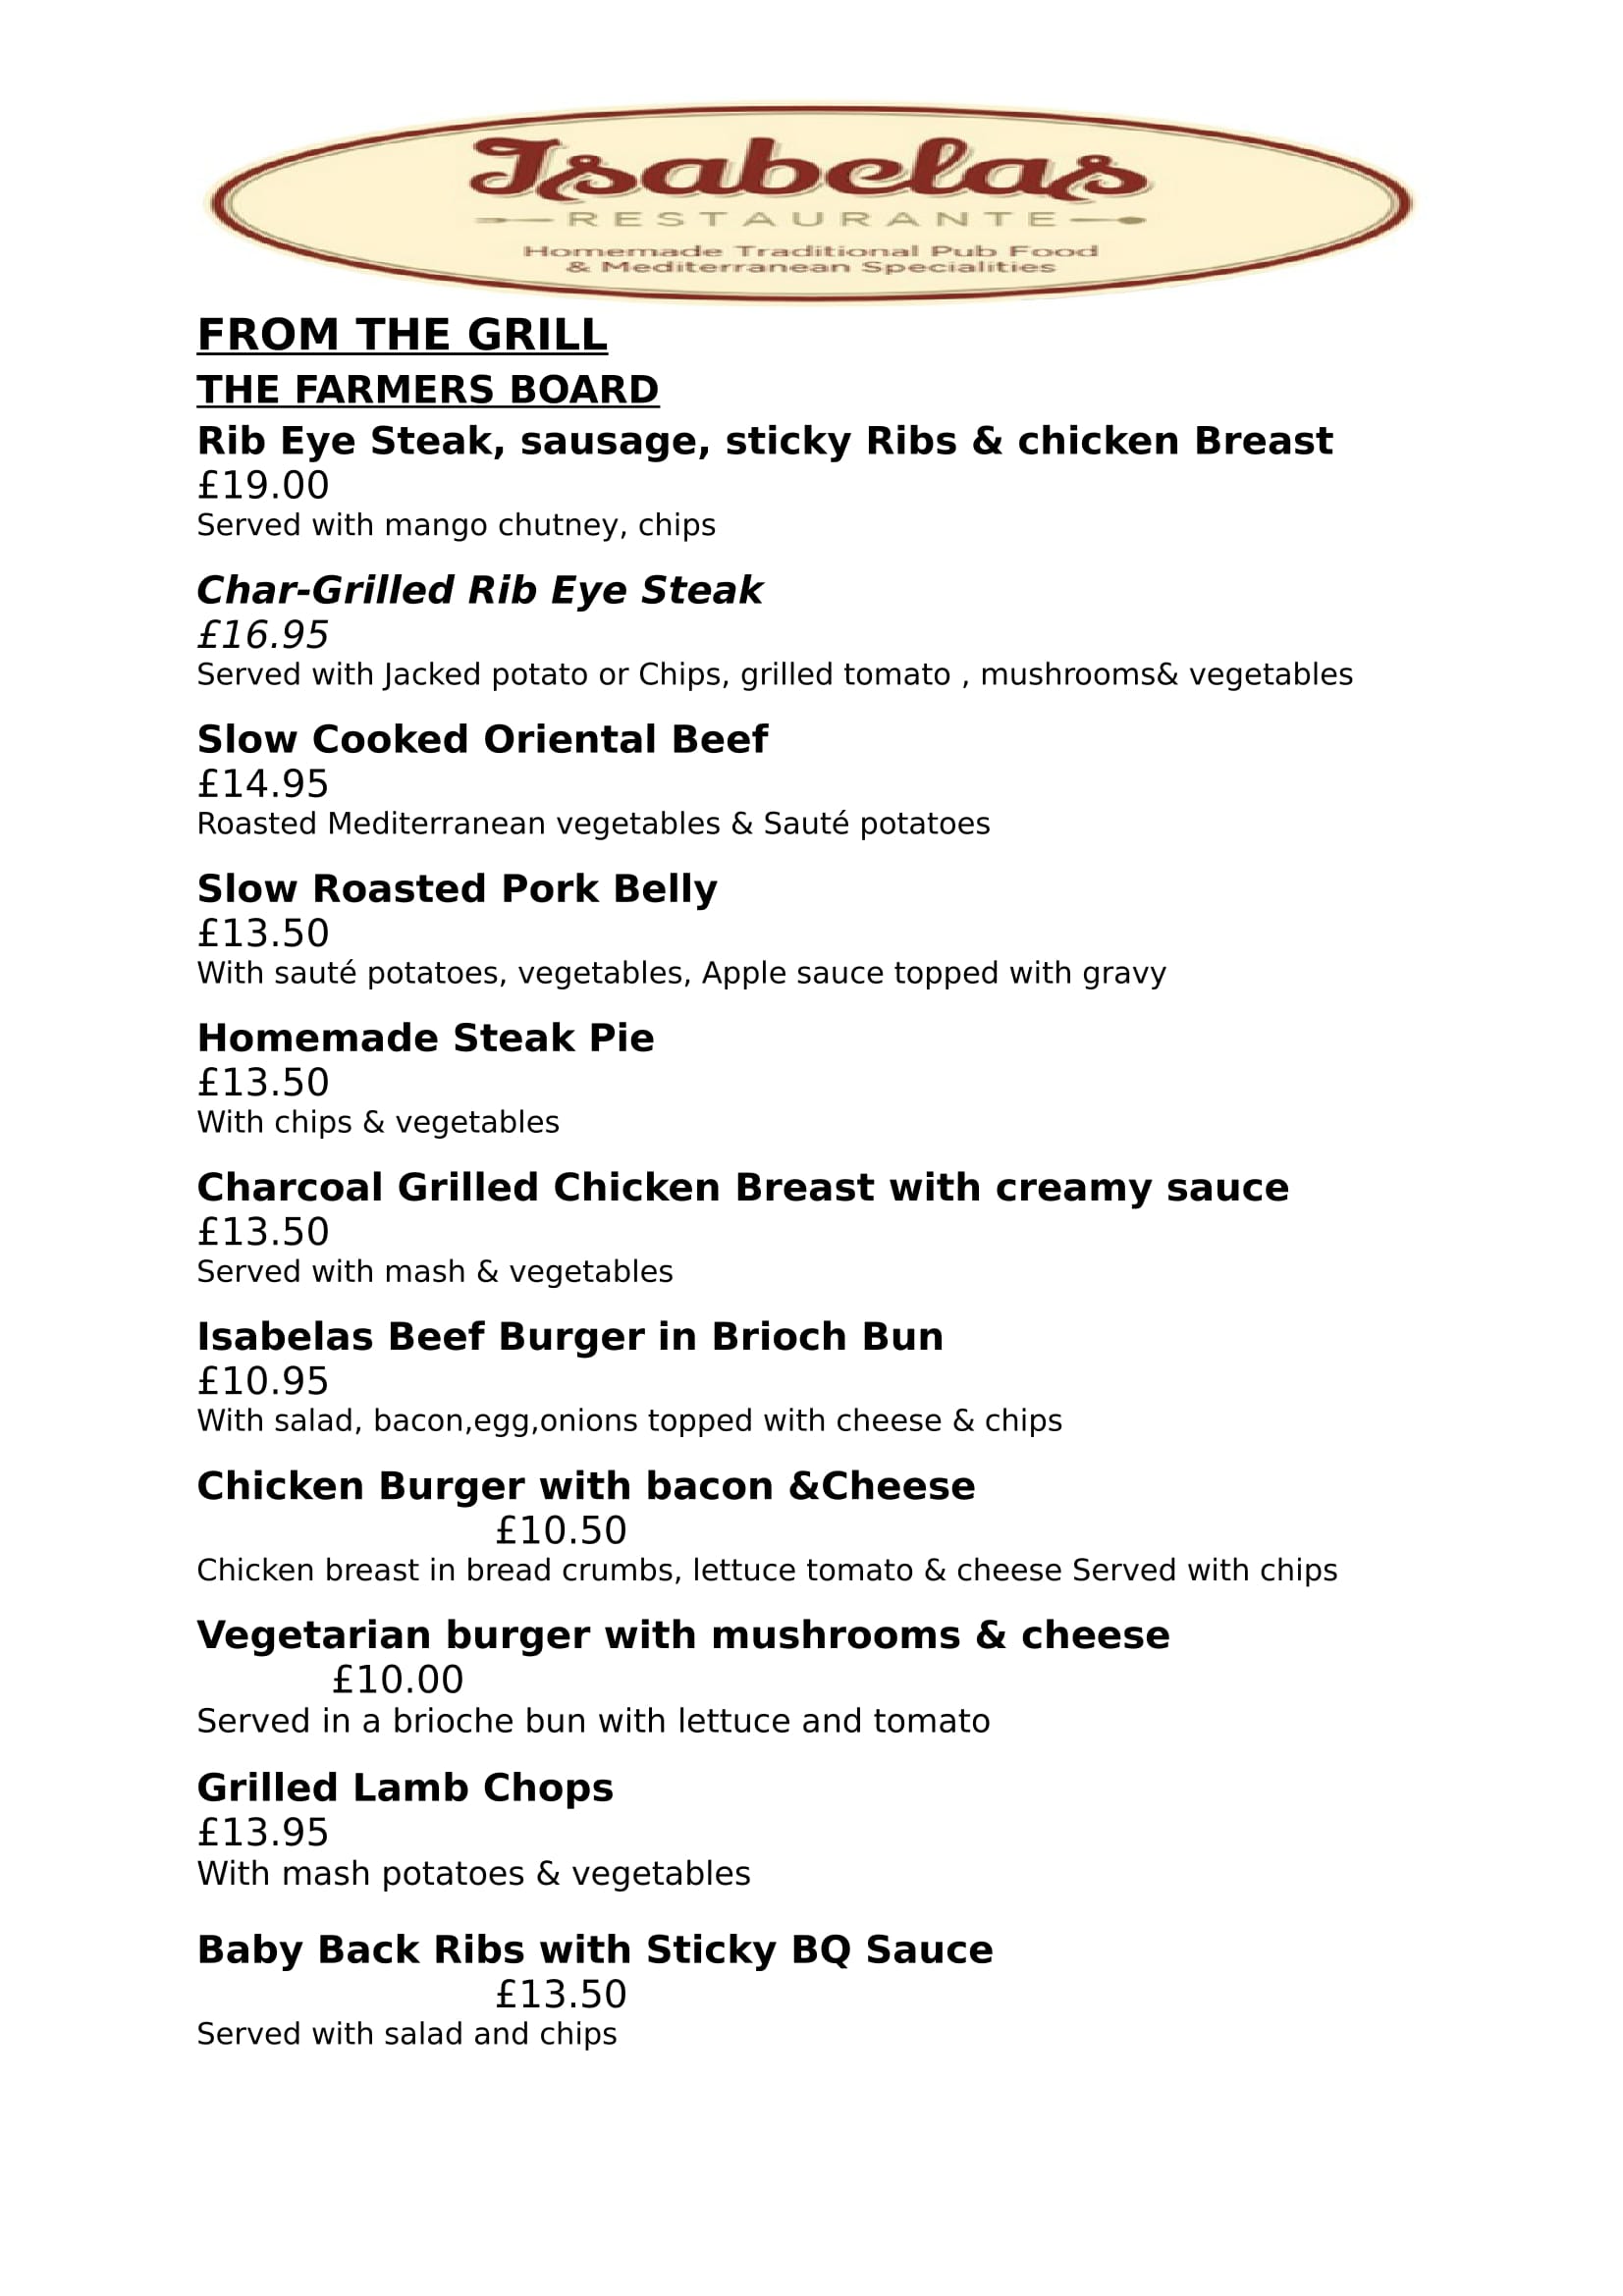 Isabelas
RESTAURANTE
Homemade Traditional Pub Food
& Mediterranean Specialities
FROM THE GRILL
THE FARMERS BOARD
Rib Eye Steak, sausage, sticky Ribs & chicken Breast
£19.00
Served with mango chutney, chips
Char-Grilled Rib Eye Steak
£16.95
Served with Jacked potato or Chips, grilled tomato , mushrooms& vegetables
Slow Cooked Oriental Beef
£14.95
Roasted Mediterranean vegetables & Sauté potatoes
Slow Roasted Pork Belly
£13.50
With sauté potatoes, vegetables, Apple sauce topped with gravy
Homemade Steak Pie
£13.50
With chips & vegetables
Charcoal Grilled Chicken Breast with creamy sauce
£13.50
Served with mash & vegetables
Isabelas Beef Burger in Brioch Bun
£10.95
With salad, bacon,egg,onions topped with cheese & chips
Chicken Burger with bacon &Cheese
£10.50
Chicken breast in bread crumbs, lettuce tomato & cheese Served with chips
Vegetarian burger with mushrooms & cheese
£10.00
Served in a brioche bun with lettuce and tomato
Grilled Lamb Chops
£13.95
With mash potatoes & vegetables
Baby Back Ribs with Sticky BQ Sauce
£13.50
Served with salad and chips